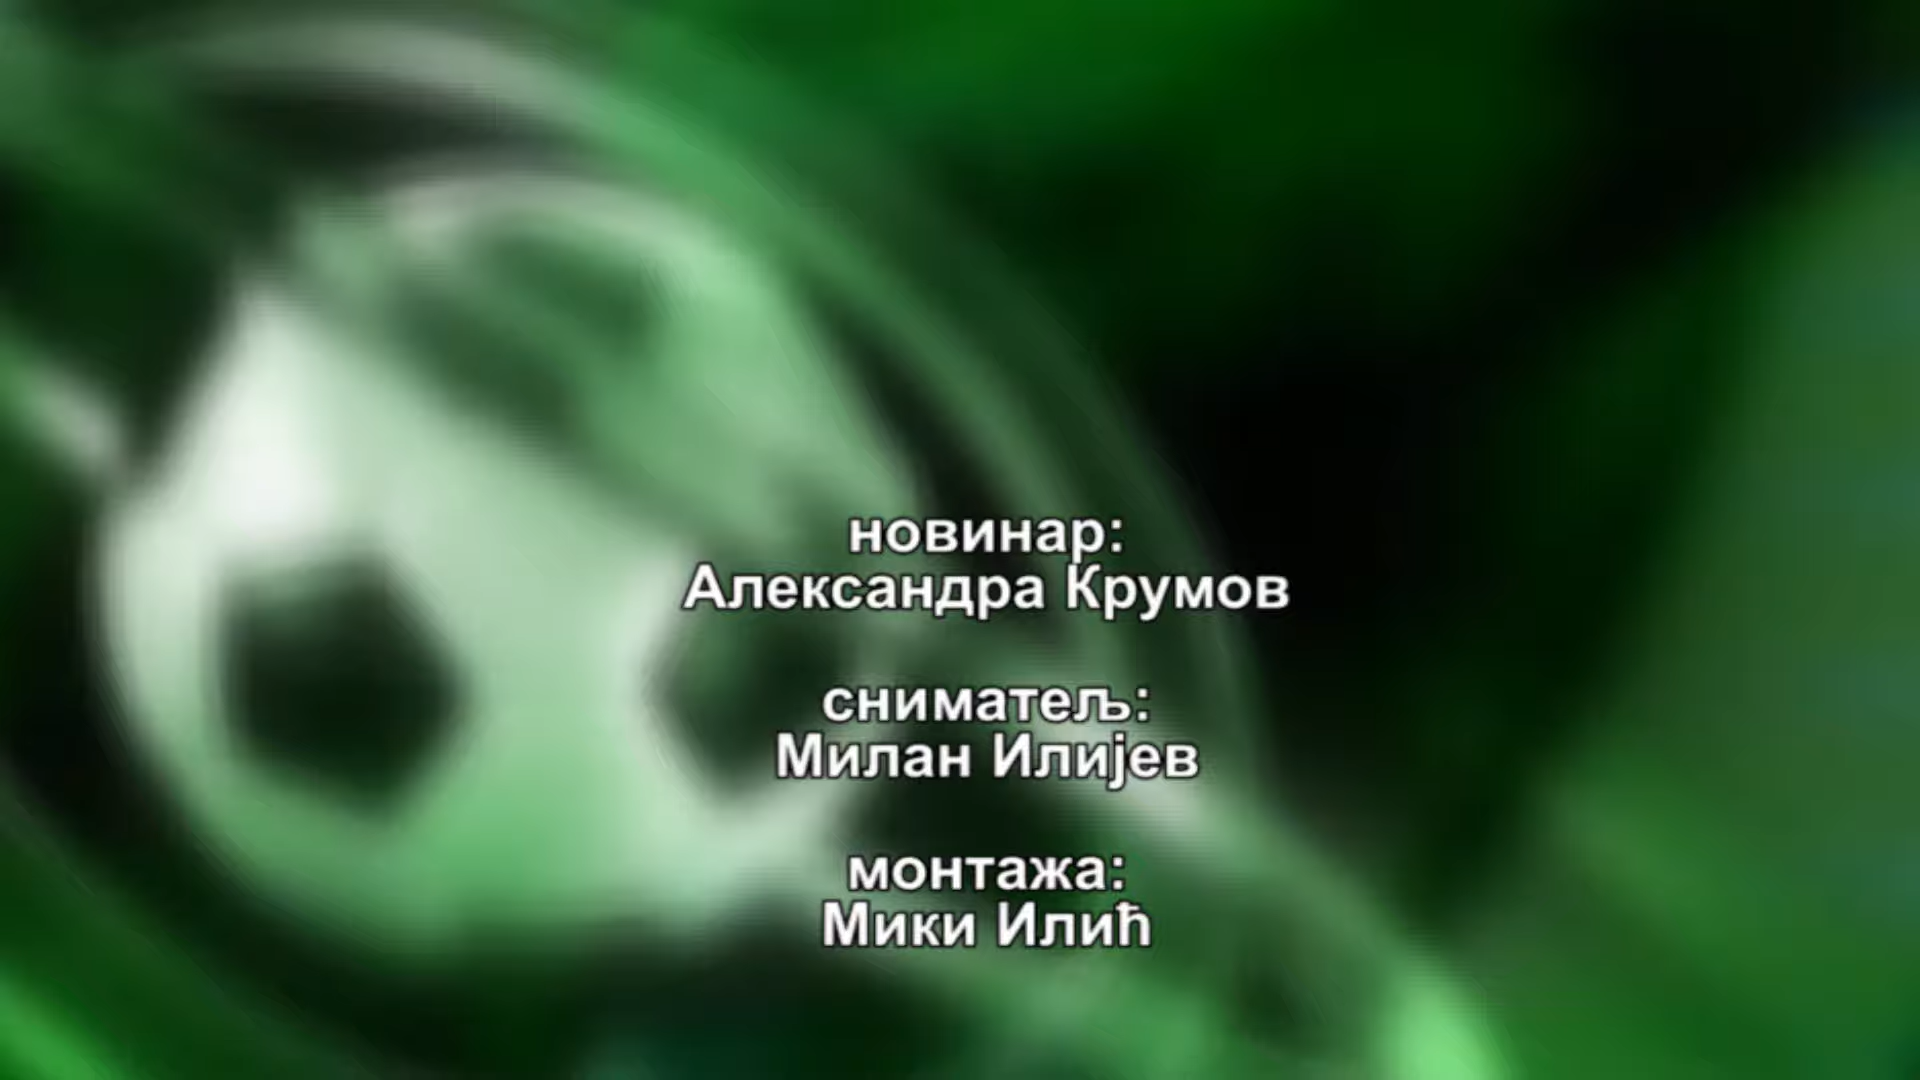 новинар:
Александра Крумов
сниматељ:
Милан Илијев
монтажа:
Мики Илић